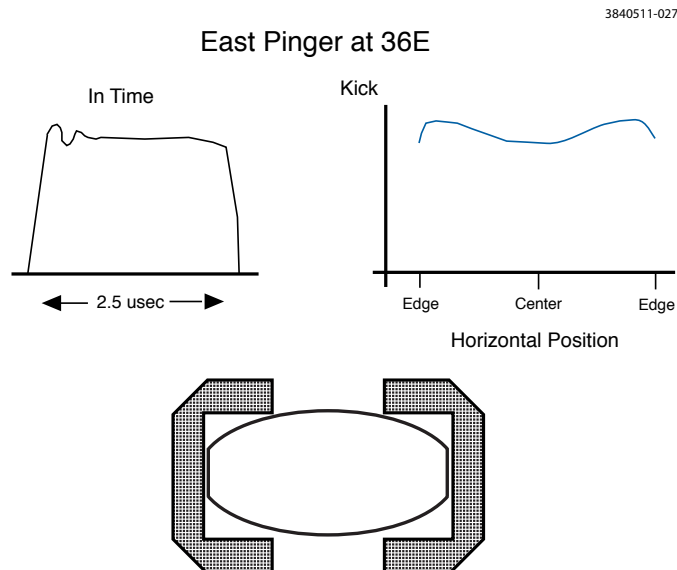 3840511-027
East Pinger at 36E
In Time
2.5 usec
Kick
Edge Center Edge
Horizontal Position